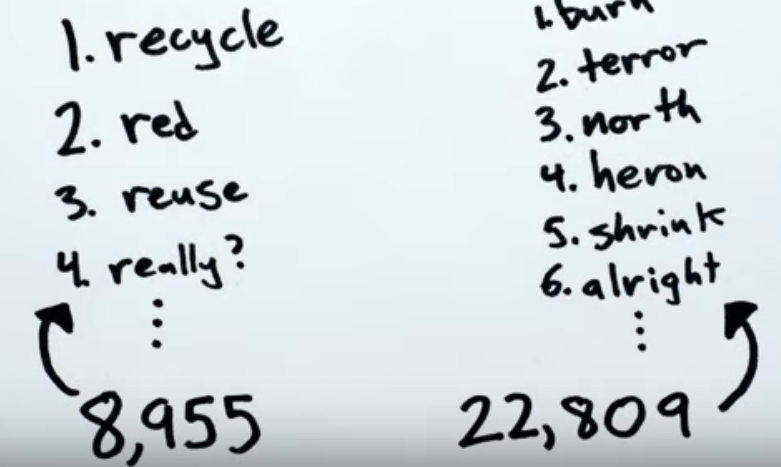 1. recycle
2. red
3. reuse
4. really?
8,955
1. burn
2. terror
3. north
4. heron
5. shrink
6. alright
22,809